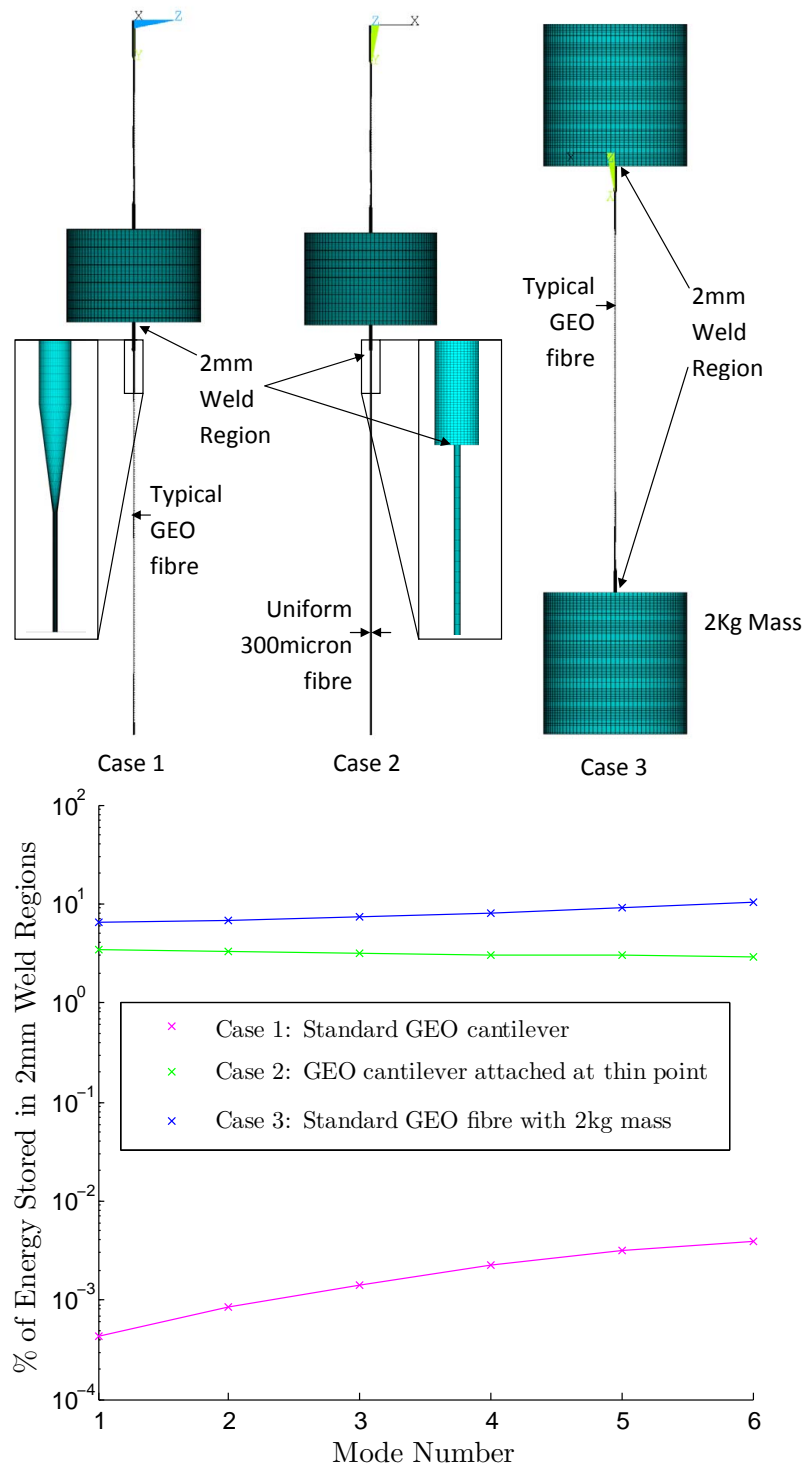 X
Z
Y
Z
X
Y
X
Z
Y
2mm
Weld
Region
Typical
GEO
fibre
Uniform
300micron
fibre
Typical
GEO
fibre
2mm
Weld
Region
2Kg Mass
Case 1
Case 2
Case 3
% of Energy Stored in 2mm Weld Regions
10^2
10^1
10^0
10^−1
10^−2
10^−3
10^−4
Case 1: Standard GEO cantilever
Case 2: GEO cantilever attached at thin point
Case 3: Standard GEO fibre with 2kg mass
1 2 3 4 5 6
Mode Number